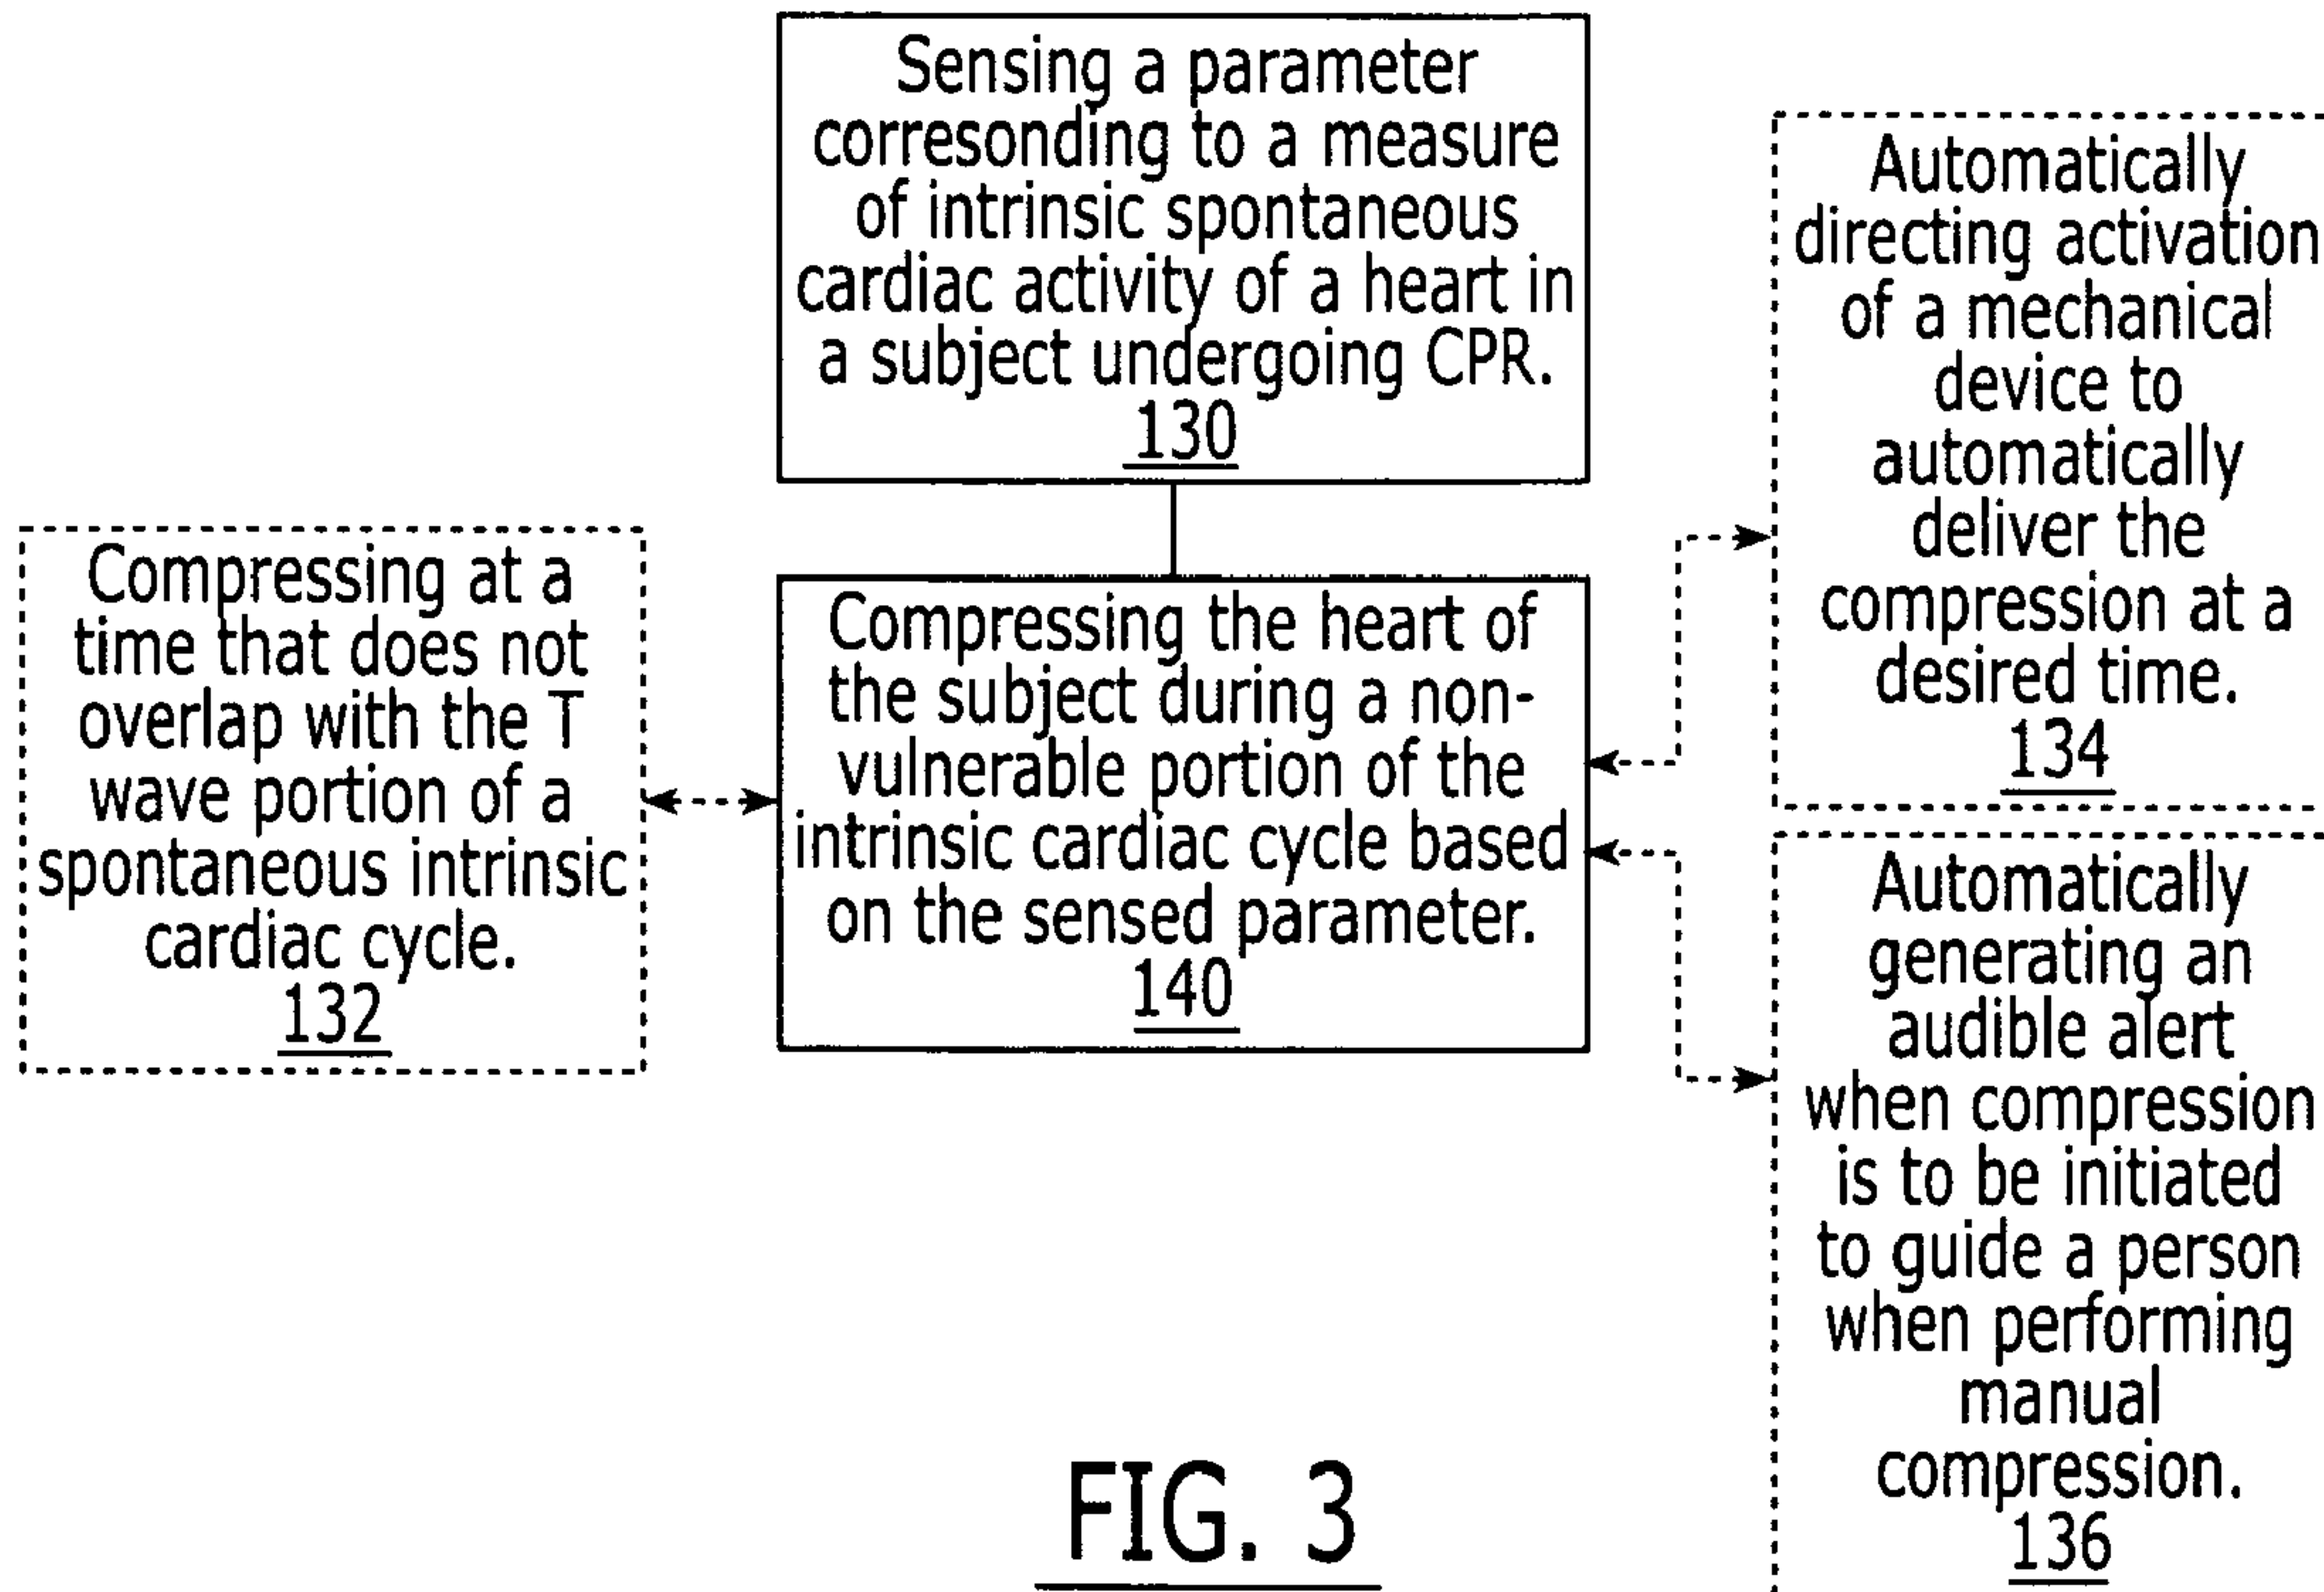 Sensing a parameter
corresonding to a measure
of intrinsic spontaneous
cardiac activity of a heart in
a subject undergoing CPR.
130
Compressing at a
time that does not
overlap with the T
wave portion of a
spontaneous intrinsic
cardiac cycle.
132
Compressing the heart of
the subject during a non-
vulnerable portion of the
intrinsic cardiac cycle based
on the sensed parameter.
140
Automatically
directing activation
of a mechanical
device to
automatically
deliver the
compression at a
desired time.
134
Automatically
generating an
audible alert
when compression
is to be initiated
to guide a person
when performing
manual
compression.
136
FIG. 3